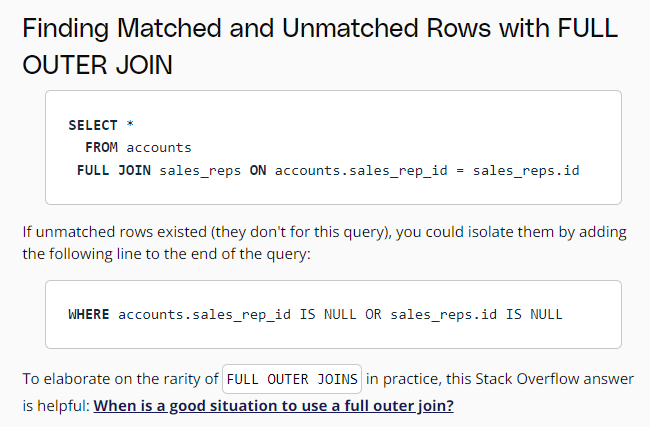 Finding Matched and Unmatched Rows with FULL
OUTER JOIN
SELECT *
FROM accounts
FULL JOIN sales_reps ON accounts.sales_rep_id = sales_reps.id
If unmatched rows existed (they don't for this query), you could isolate them by adding
the following line to the end of the query:
WHERE accounts.sales_rep_id IS NULL OR sales_reps.id IS NULL
To elaborate on the rarity of FULL OUTER JOINS in practice, this Stack Overflow answer
is helpful: When is a good situation to use a full outer join?